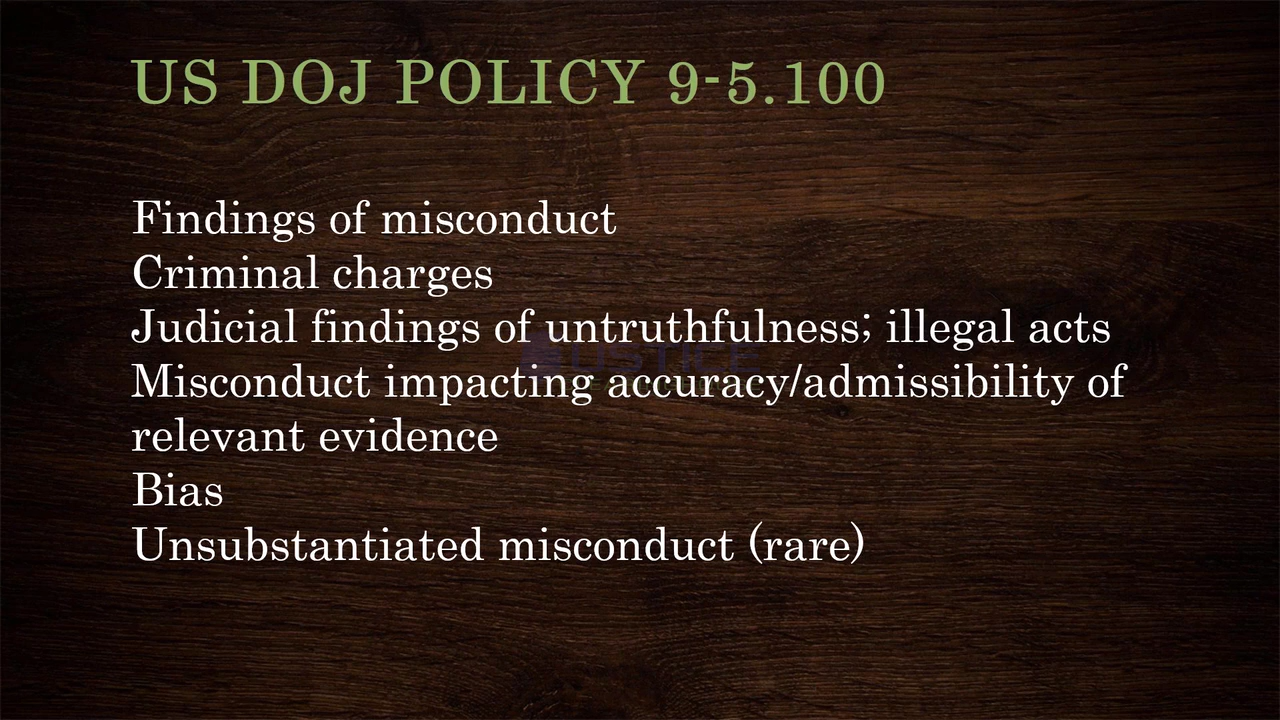 US DOJ POLICY 9-5.100
Findings of misconduct
Criminal charges
Judicial findings of untruthfulness; illegal acts
Misconduct impacting accuracy/admissibility of
relevant evidence
Bias
Unsubstantiated misconduct (rare)